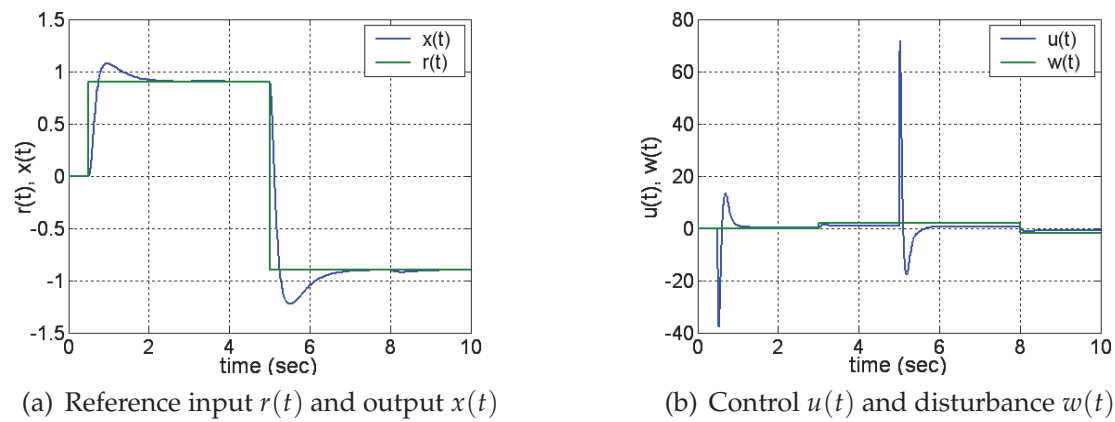 1.5
1
0.5
0
-0.5
-1
-1.5
r(t), x(t)
x(t)
r(t)
0 2 4 6 8 10
time (sec)
(a) Reference input r(t) and output x(t)
80
60
40
20
0
-20
-40
u(t), w(t)
u(t)
w(t)
0 2 4 6 8 10
time (sec)
(b) Control u(t) and disturbance w(t)